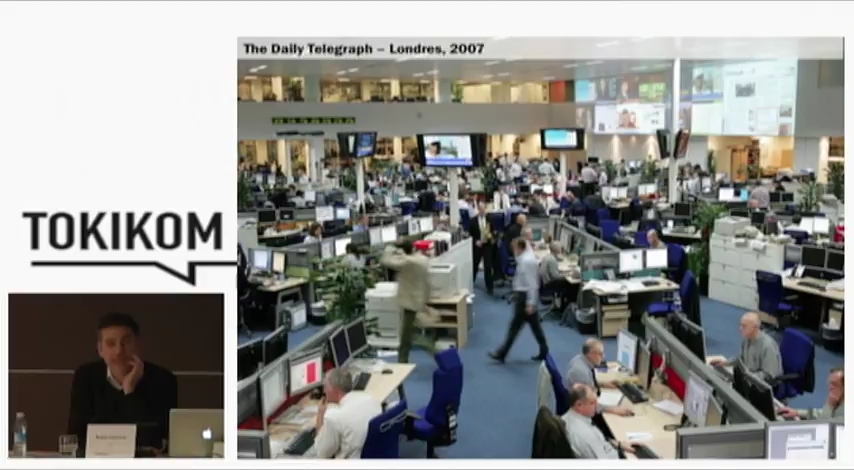 The Daily Telegraph – Londres, 2007
TOKIKOM